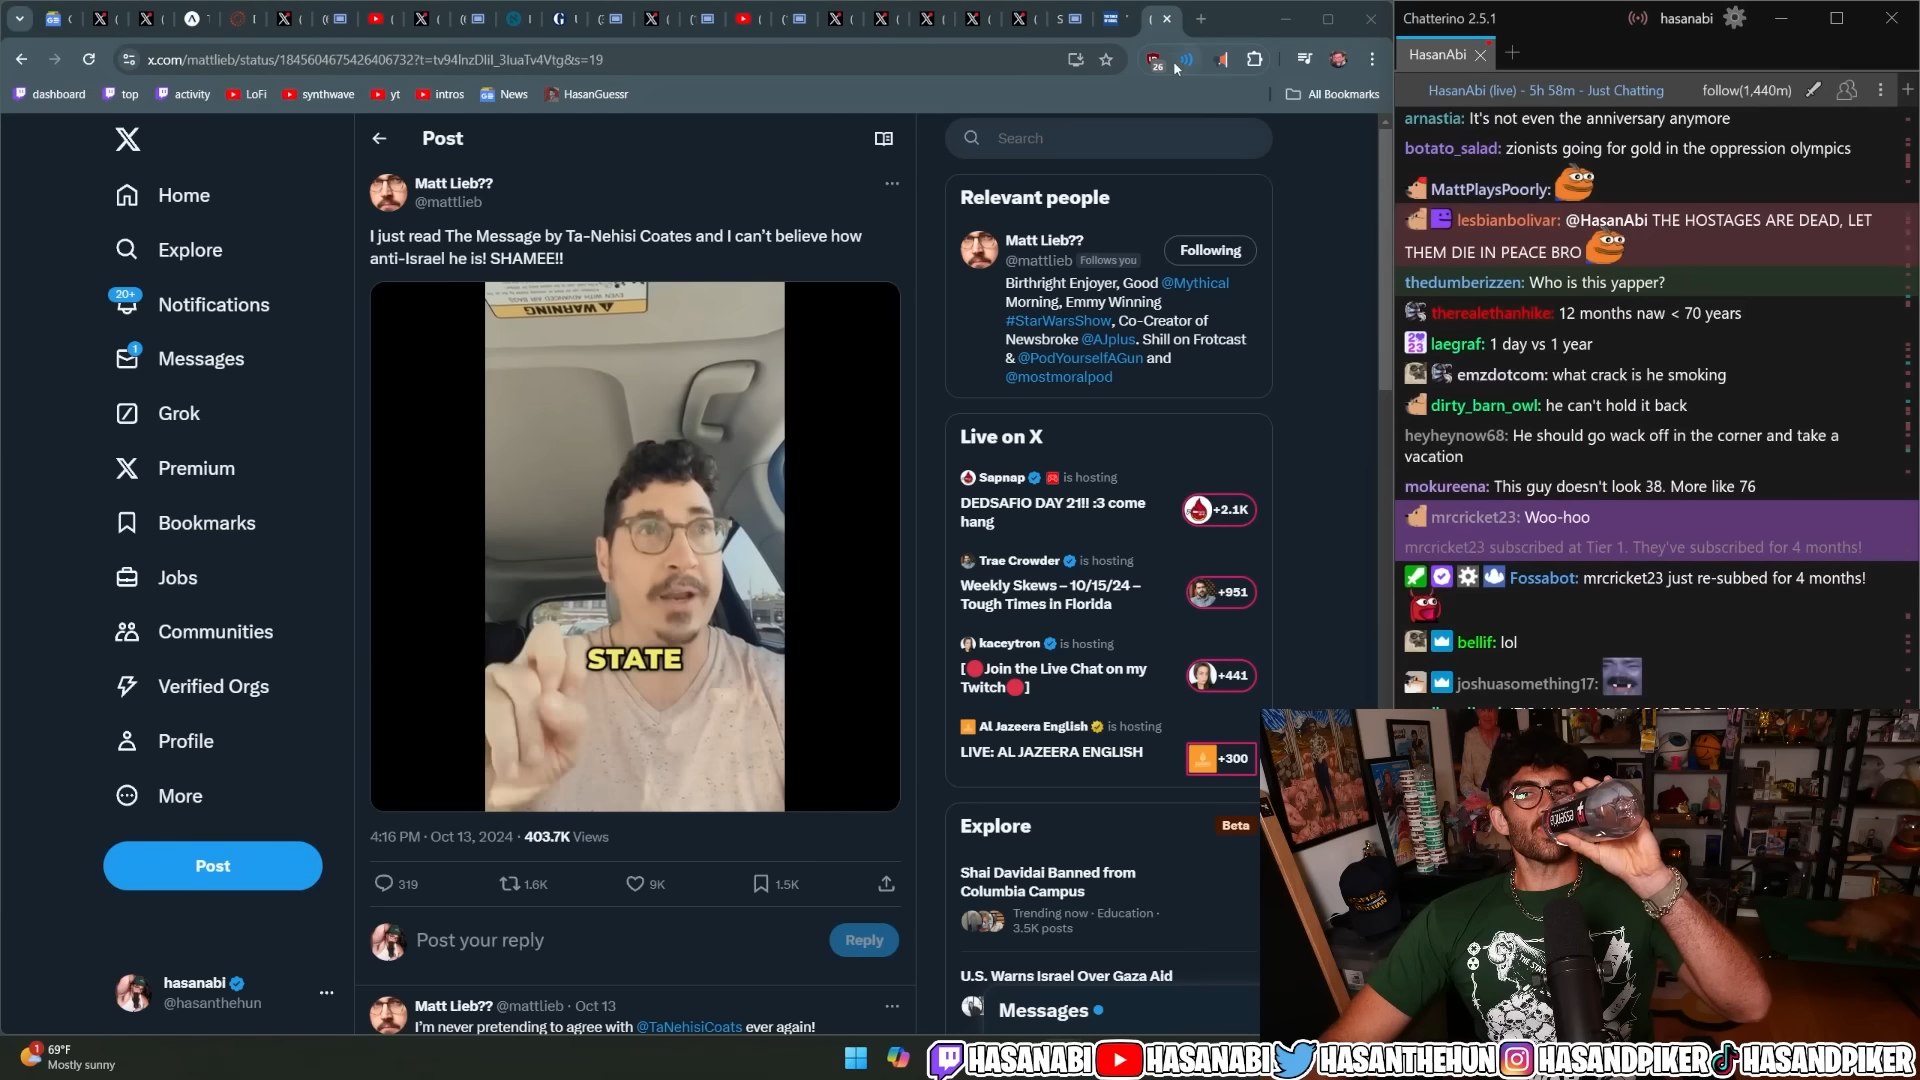 x.com/mattlieb/status/1845604675426406732?t=tv94lnzDliI_3IuaTv4Vtg&s=19
26
dashboard
top
activity
LoFi
synthwave
yt
intros
News
HasanGuessr
All Bookmarks
X
Home
Explore
20+
Notifications
1
Messages
Grok
Premium
Bookmarks
Jobs
Communities
Verified Orgs
Profile
More
Post
hasanabi
@hasanthehun
Post
Matt Lieb??
@mattlieb
I just read The Message by Ta-Nehisi Coates and I can't believe how
anti-Israel he is! SHAMEE!!
EVEN WITH ADVANCED AIR BAGS
WARNING
STATE
4:16 PM · Oct 13, 2024 · 403.7K Views
319
1.6K
9K
1.5K
Post your reply
Reply
Matt Lieb?? @mattlieb · Oct 13
I'm never pretending to agree with @TaNehisiCoats ever again!
Search
Relevant people
Matt Lieb??
@mattlieb Follows you
Following
Birthright Enjoyer, Good @Mythical
Morning, Emmy Winning
#StarWarsShow, Co-Creator of
Newsbroke @AJplus. Shill on Frotcast
& @PodYourselfAGun and
@mostmoralpod
Live on X
Sapnap is hosting
DEDSAFIO DAY 21!! :3 come
hang
+2.1K
Trae Crowder is hosting
Weekly Skews – 10/15/24 –
Tough Times in Florida
+951
kaceytron is hosting
[🔴Join the Live Chat on my
Twitch🔴]
+441
Al Jazeera English is hosting
LIVE: AL JAZEERA ENGLISH
+300
Explore
Beta
Shai Davidai Banned from
Columbia Campus
Trending now · Education ·
3.5K posts
U.S. Warns Israel Over Gaza Aid
Messages
Chatterino 2.5.1
hasanabi
HasanAbi
HasanAbi (live) - 5h 58m - Just Chatting
follow(1,440m)
arnastia: It's not even the anniversary anymore
botato_salad: zionists going for gold in the oppression olympics
MattPlaysPoorly:
lesbianbolivar: @HasanAbi THE HOSTAGES ARE DEAD, LET
THEM DIE IN PEACE BRO
thedumberizzen: Who is this yapper?
therealethanhike: 12 months naw < 70 years
laegraf: 1 day vs 1 year
emzdotcom: what crack is he smoking
dirty_barn_owl: he can't hold it back
heyheynow68: He should go wack off in the corner and take a
vacation
mokureena: This guy doesn't look 38. More like 76
mrcricket23: Woo-hoo
mrcricket23 subscribed at Tier 1. They've subscribed for 4 months!
Fossabot: mrcricket23 just re-subbed for 4 months!
bellif: lol
joshuasomething17:
essentia
1
69°F
Mostly sunny
HASANABI
HASANABI
HASANTHEHUN
HASANDPIKER
HASANDPIKER